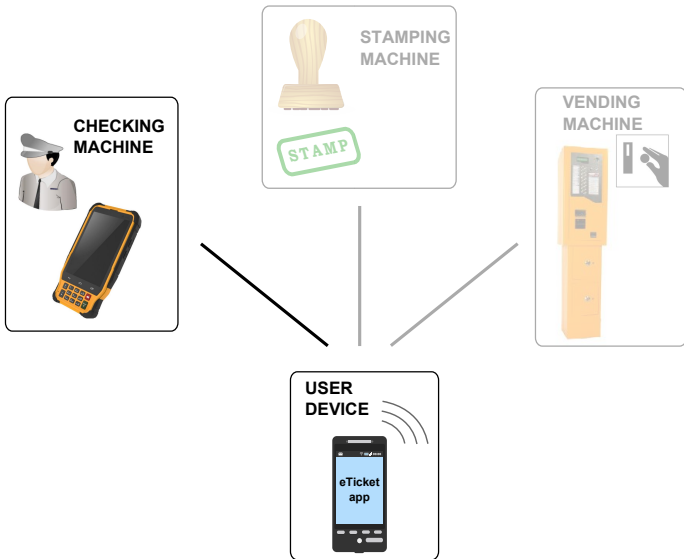 STAMPING
MACHINE
STAMP
CHECKING
MACHINE
VENDING
MACHINE
USER
DEVICE
eTicket
app